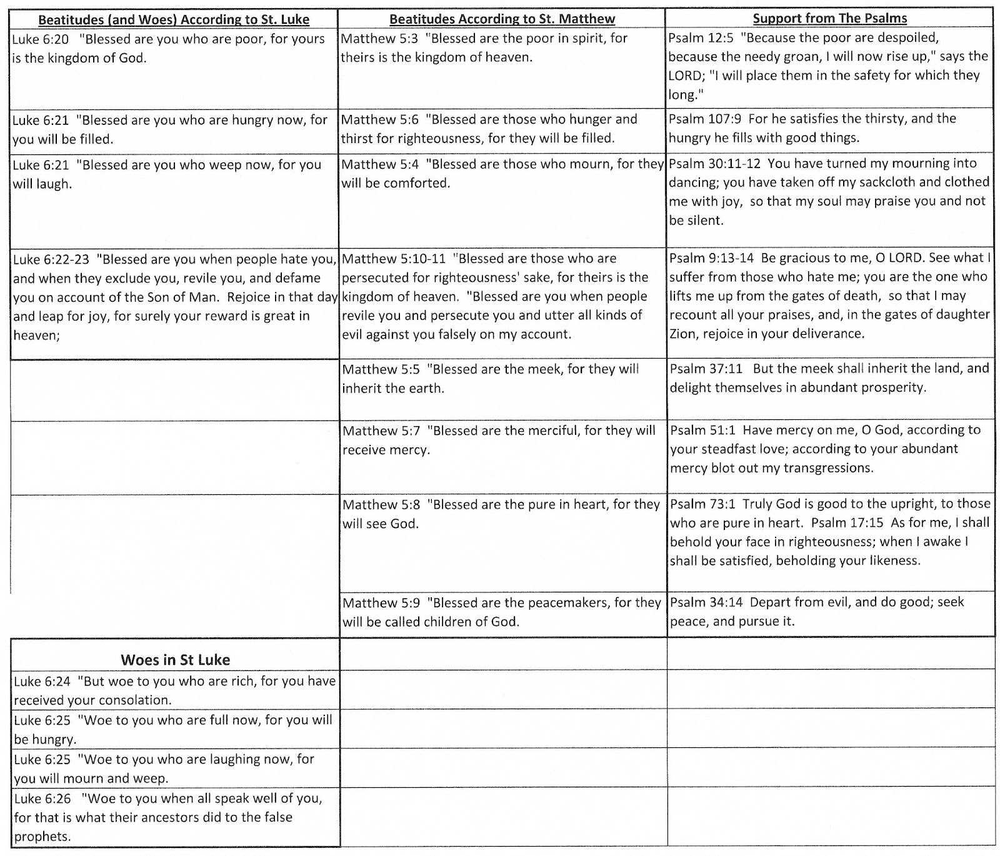 Beatitudes (and Woes) According to St. Luke
Beatitudes According to St. Matthew
Support from The Psalms
Luke 6:20 "Blessed are you who are poor, for yours
is the kingdom of God.
Matthew 5:3 "Blessed are the poor in spirit, for
theirs is the kingdom of heaven.
Psalm 12:5 "Because the poor are despoiled,
because the needy groan, I will now rise up," says the
LORD; "I will place them in the safety for which they
long."
Luke 6:21 "Blessed are you who are hungry now, for
you will be filled.
Matthew 5:6 "Blessed are those who hunger and
thirst for righteousness, for they will be filled.
Psalm 107:9 For he satisfies the thirsty, and the
hungry he fills with good things.
Luke 6:21 "Blessed are you who weep now, for you
will laugh.
Matthew 5:4 "Blessed are those who mourn, for they
will be comforted.
Psalm 30:11-12 You have turned my mourning into
dancing; you have taken off my sackcloth and clothed
me with joy, so that my soul may praise you and not
be silent.
Luke 6:22-23 "Blessed are you when people hate you,
and when they exclude you, revile you, and defame
you on account of the Son of Man. Rejoice in that day
and leap for joy, for surely your reward is great in
heaven;
Matthew 5:10-11 "Blessed are those who are
persecuted for righteousness' sake, for theirs is the
kingdom of heaven. "Blessed are you when people
revile you and persecute you and utter all kinds of
evil against you falsely on my account.
Psalm 9:13-14 Be gracious to me, O LORD. See what I
suffer from those who hate me; you are the one who
lifts me up from the gates of death, so that I may
recount all your praises, and, in the gates of daughter
Zion, rejoice in your deliverance.
Matthew 5:5 "Blessed are the meek, for they will
inherit the earth.
Psalm 37:11 But the meek shall inherit the land, and
delight themselves in abundant prosperity.
Matthew 5:7 "Blessed are the merciful, for they will
receive mercy.
Psalm 51:1 Have mercy on me, O God, according to
your steadfast love; according to your abundant
mercy blot out my transgressions.
Matthew 5:8 "Blessed are the pure in heart, for they
will see God.
Psalm 73:1 Truly God is good to the upright, to those
who are pure in heart. Psalm 17:15 As for me, I shall
behold your face in righteousness; when I awake I
shall be satisfied, beholding your likeness.
Matthew 5:9 "Blessed are the peacemakers, for they
will be called children of God.
Psalm 34:14 Depart from evil, and do good; seek
peace, and pursue it.
Woes in St Luke
Luke 6:24 "But woe to you who are rich, for you have
received your consolation.
Luke 6:25 "Woe to you who are full now, for you will
be hungry.
Luke 6:25 "Woe to you who are laughing now, for
you will mourn and weep.
Luke 6:26 "Woe to you when all speak well of you,
for that is what their ancestors did to the false
prophets.